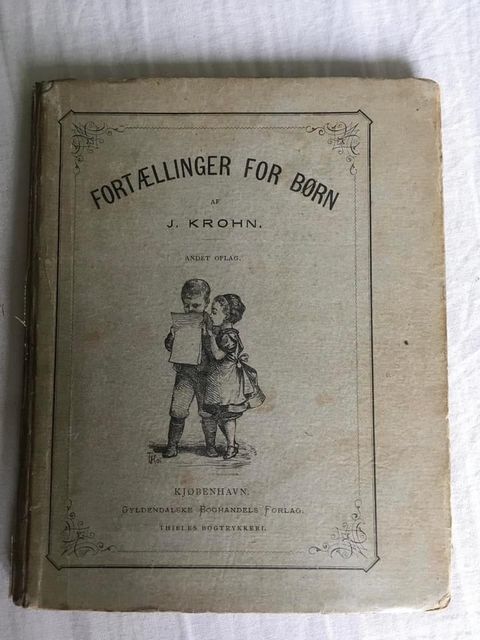 FORTÆLLINGER FOR BØRN
AF
J. KROHN.
ANDET OPLAG.
KJØBENHAVN.
GYLDENDALSKE BOGHANDELS FORLAG.
THIELES BOGTRYKKERI.